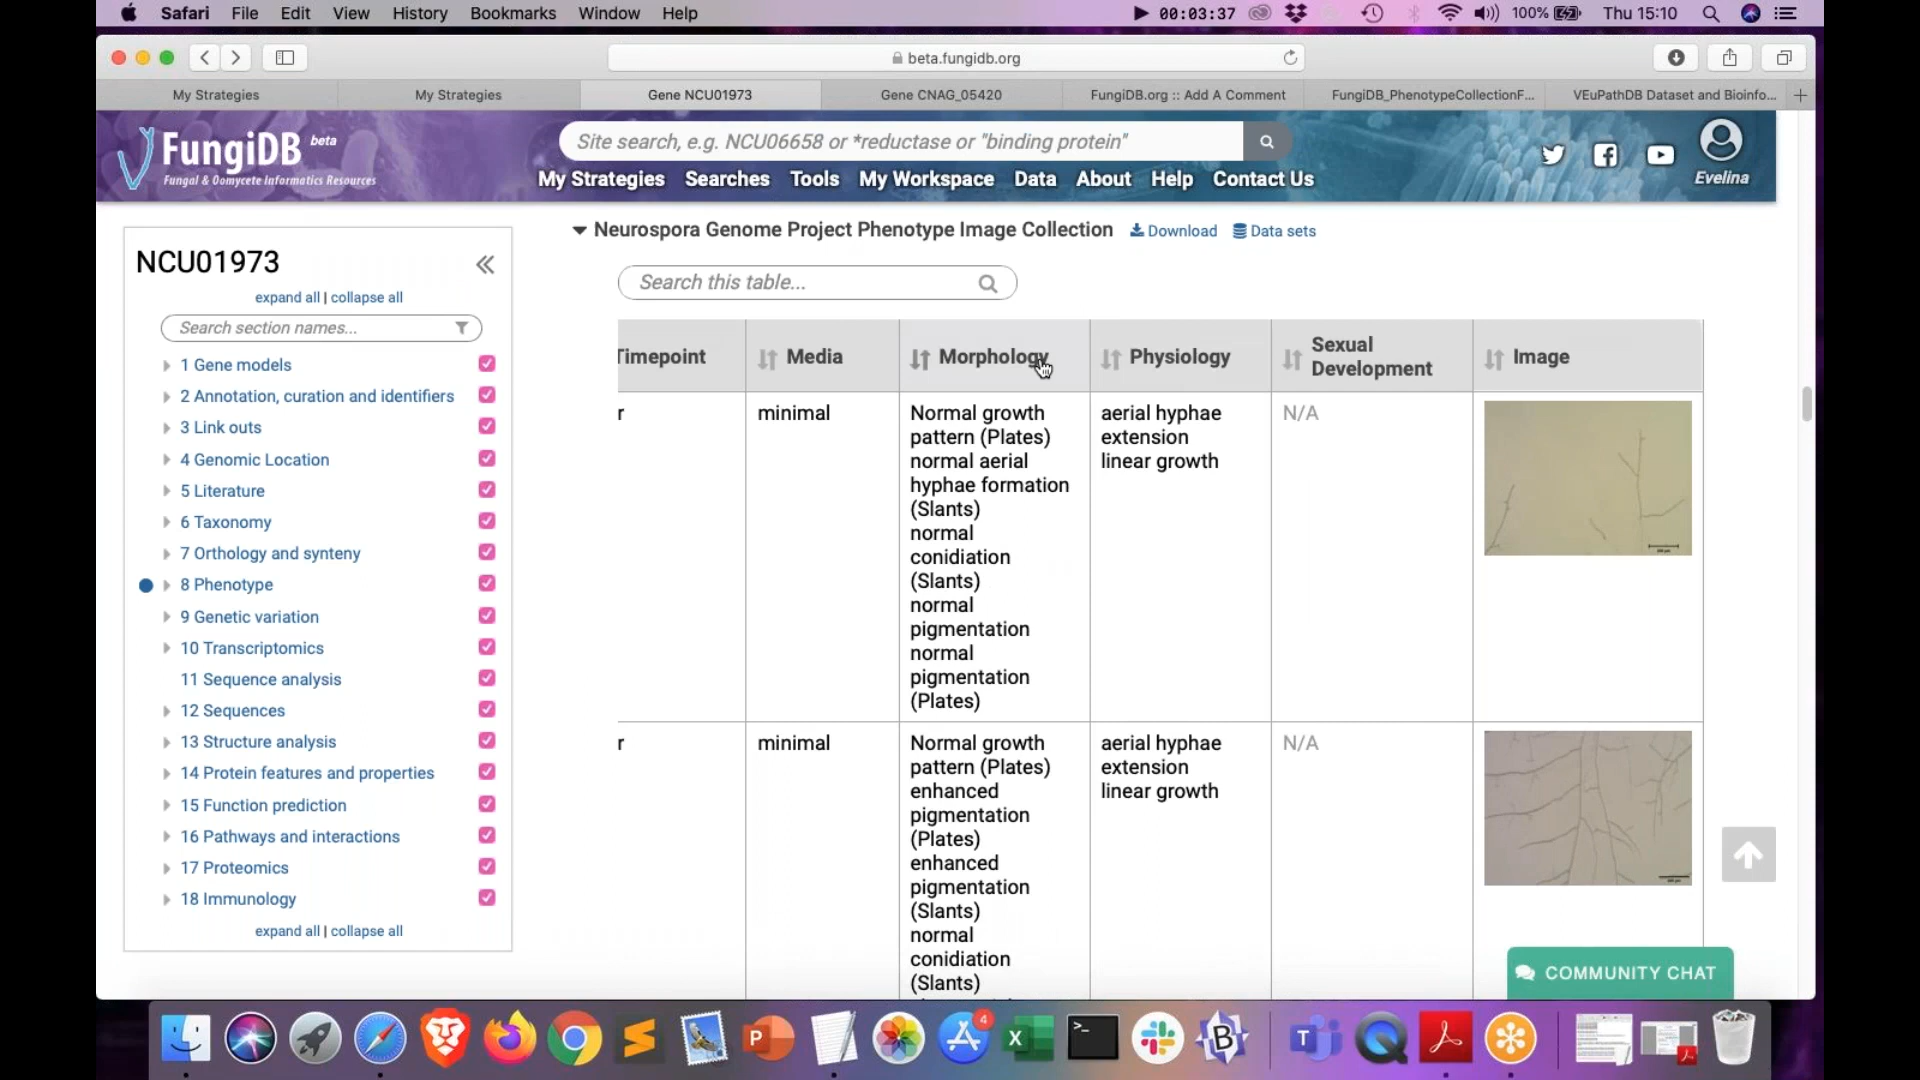 Safari File Edit View History Bookmarks Window Help 00:03:37 100% Thu 15:10
beta.fungidb.org
My Strategies My Strategies Gene NCU01973 Gene CNAG_05420 FungiDB.org :: Add A Comment FungiDB_PhenotypeCollectionF... VEuPathDB Dataset and Bioinfo...
FungiDB beta
Fungal & Oomycete Informatics Resources
Site search, e.g. NCU06658 or *reductase or "binding protein"
My Strategies Searches Tools My Workspace Data About Help Contact Us
Evelina
NCU01973
expand all | collapse all
Search section names...
1 Gene models
2 Annotation, curation and identifiers
3 Link outs
4 Genomic Location
5 Literature
6 Taxonomy
7 Orthology and synteny
8 Phenotype
9 Genetic variation
10 Transcriptomics
11 Sequence analysis
12 Sequences
13 Structure analysis
14 Protein features and properties
15 Function prediction
16 Pathways and interactions
17 Proteomics
18 Immunology
expand all | collapse all
Neurospora Genome Project Phenotype Image Collection Download Data sets
Search this table...
Timepoint Media Morphology Physiology Sexual Development Image
r minimal Normal growth aerial hyphae N/A
pattern (Plates) extension
normal aerial linear growth
hyphae formation
(Slants)
normal
conidiation
(Slants)
normal
pigmentation
normal
pigmentation
(Plates)
r minimal Normal growth aerial hyphae N/A
pattern (Plates) extension
enhanced linear growth
pigmentation
(Plates)
enhanced
pigmentation
(Slants)
normal
conidiation
(Slants)
COMMUNITY CHAT
4